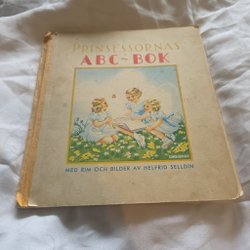 PRINSESSORNAS
ABC-BOK
MED RIM OCH BILDER AV HELFRID SELLDIN